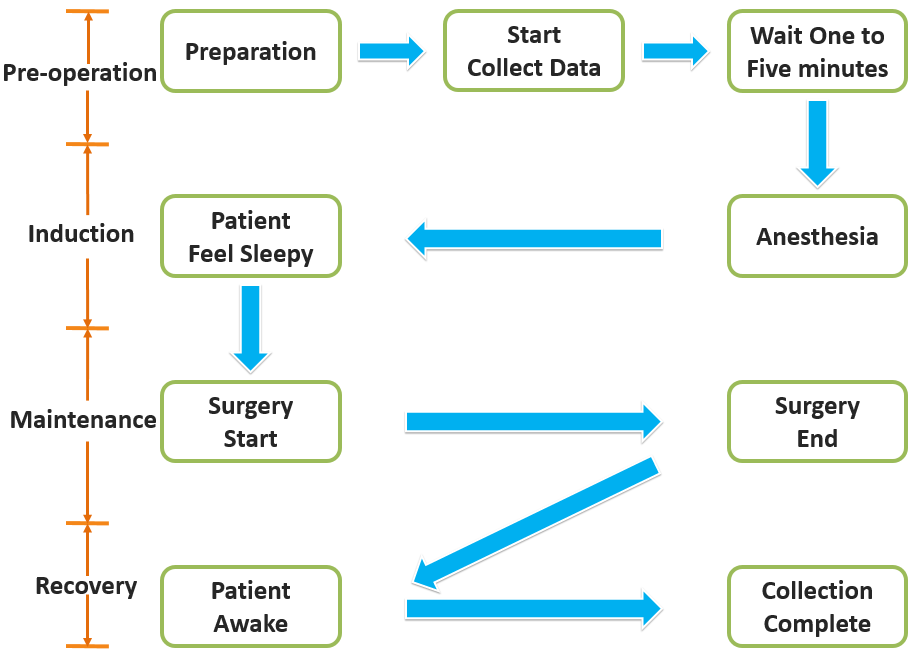 Pre-operation
Preparation
Start
Collect Data
Wait One to
Five minutes
Induction
Patient
Feel Sleepy
Anesthesia
Maintenance
Surgery
Start
Surgery
End
Recovery
Patient
Awake
Collection
Complete